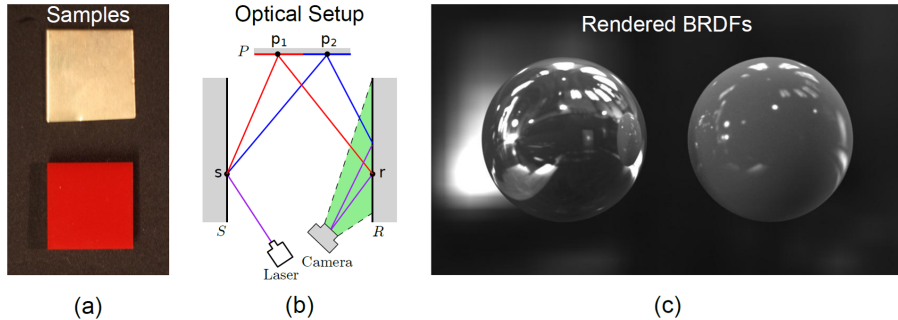 Samples
Optical Setup
Rendered BRDFs
P
p1
p2
s
r
S
R
Laser
Camera
(a)
(b)
(c)